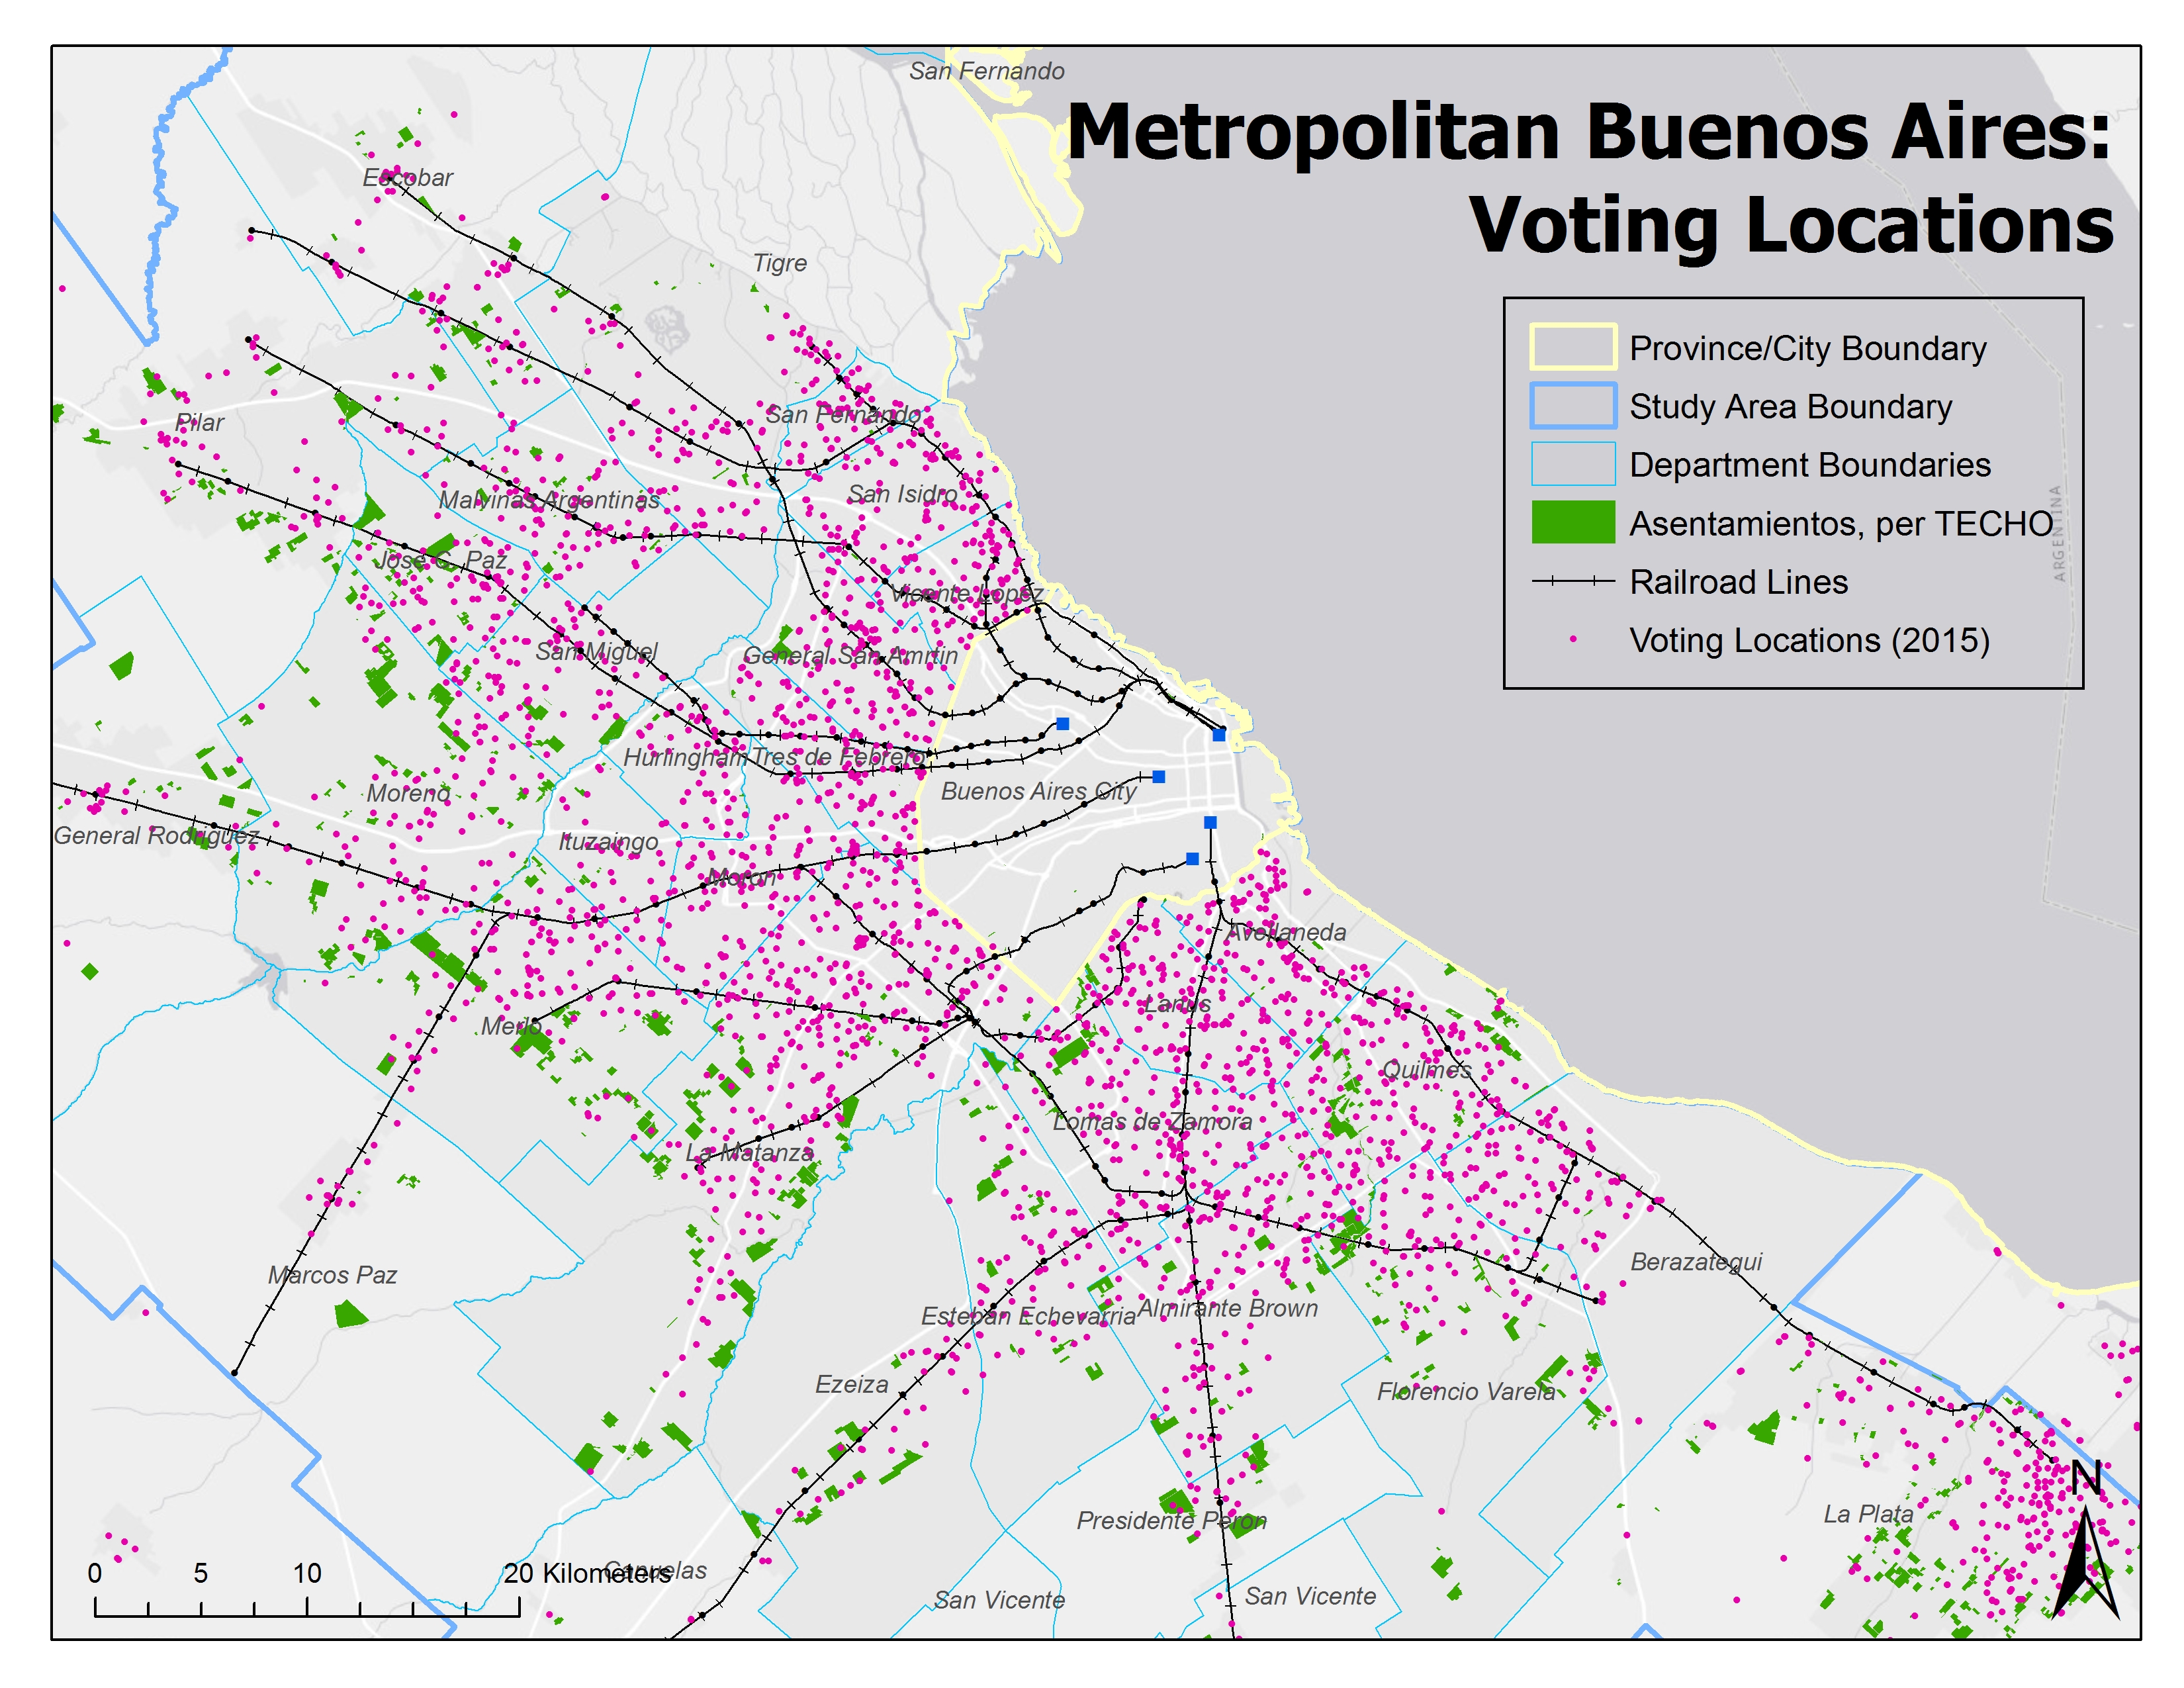 San Fernando
Metropolitan Buenos Aires:
Voting Locations
Escobar
Tigre
Province/City Boundary
Study Area Boundary
Department Boundaries
Asentamientos, per TECHO
Railroad Lines
Voting Locations (2015)
ARGENTINA
San Fernando
Pilar
San Isidro
Malvinas Argentinas
Jose C. Paz
Vicente Lopez
San Miguel
General San Amrtin
Hurlingham
Tres de Febrero
Buenos Aires City
Moreno
General Rodriguez
Ituzaingo
Moron
Avellaneda
Lanus
Merlo
Quilmes
Lomas de Zamora
La Matanza
Berazategui
Marcos Paz
Esteban Echevarria
Almirante Brown
Ezeiza
Florencio Varela
N
La Plata
Presidente Peron
0 5 10 20 Kilometers
Canuelas
San Vicente
San Vicente